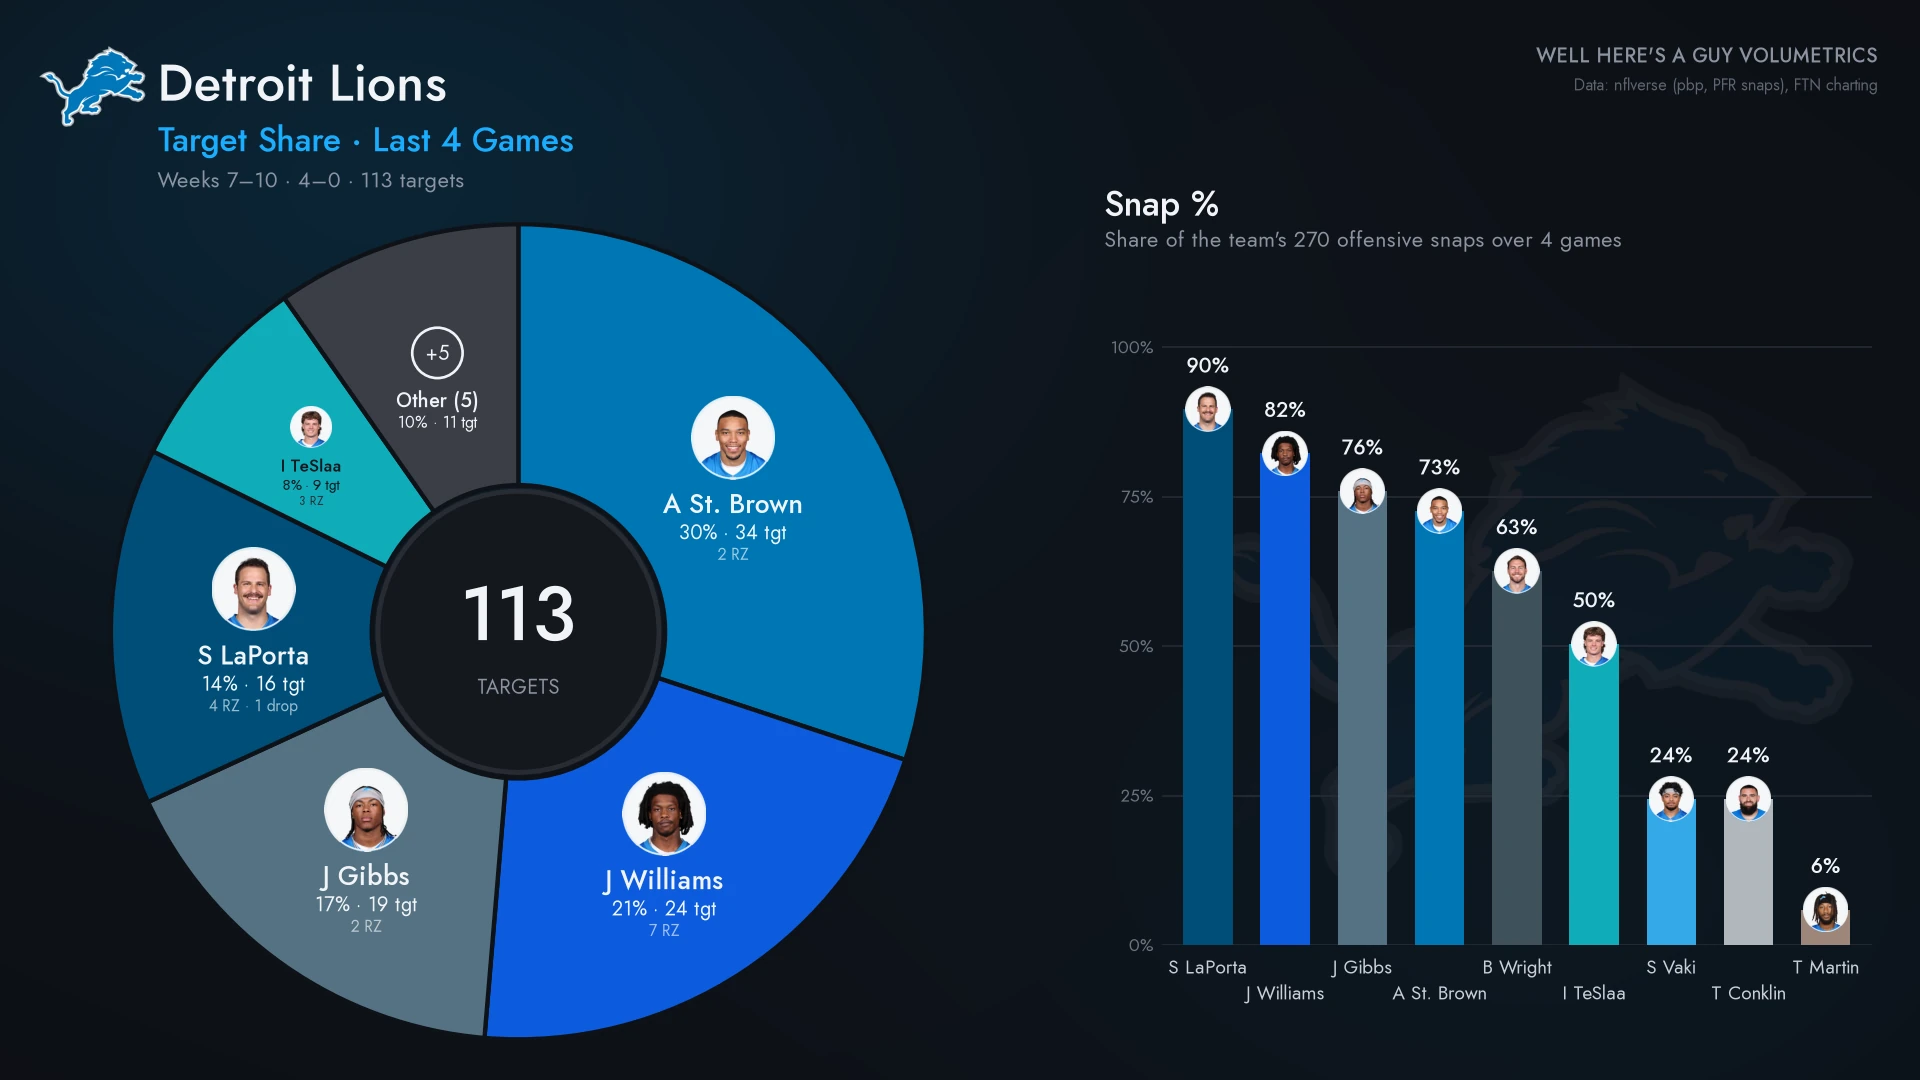 Detroit Lions
Target Share · Last 4 Games
Weeks 7–10 · 4–0 · 113 targets
WELL HERE'S A GUY VOLUMETRICS
Data: nflverse (pbp, PFR snaps), FTN charting
+5
Other (5)
10% · 11 tgt
A St. Brown
30% · 34 tgt
2 RZ
I TeSlaa
8% · 9 tgt
3 RZ
S LaPorta
14% · 16 tgt
4 RZ · 1 drop
113
TARGETS
J Gibbs
17% · 19 tgt
2 RZ
J Williams
21% · 24 tgt
7 RZ
Snap %
Share of the team's 270 offensive snaps over 4 games
100%
75%
50%
25%
0%
90%
82%
76%
73%
63%
50%
24%
24%
6%
S LaPorta
J Williams
J Gibbs
A St. Brown
B Wright
I TeSlaa
S Vaki
T Conklin
T Martin